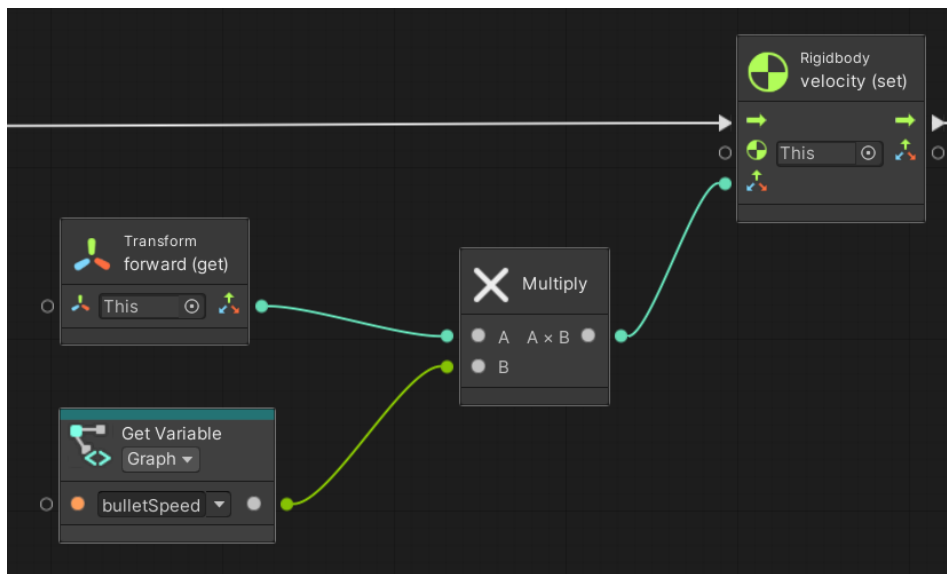 Rigidbody
velocity (set)
This
Transform
forward (get)
This
Multiply
A A × B
B
Get Variable
Graph
bulletSpeed